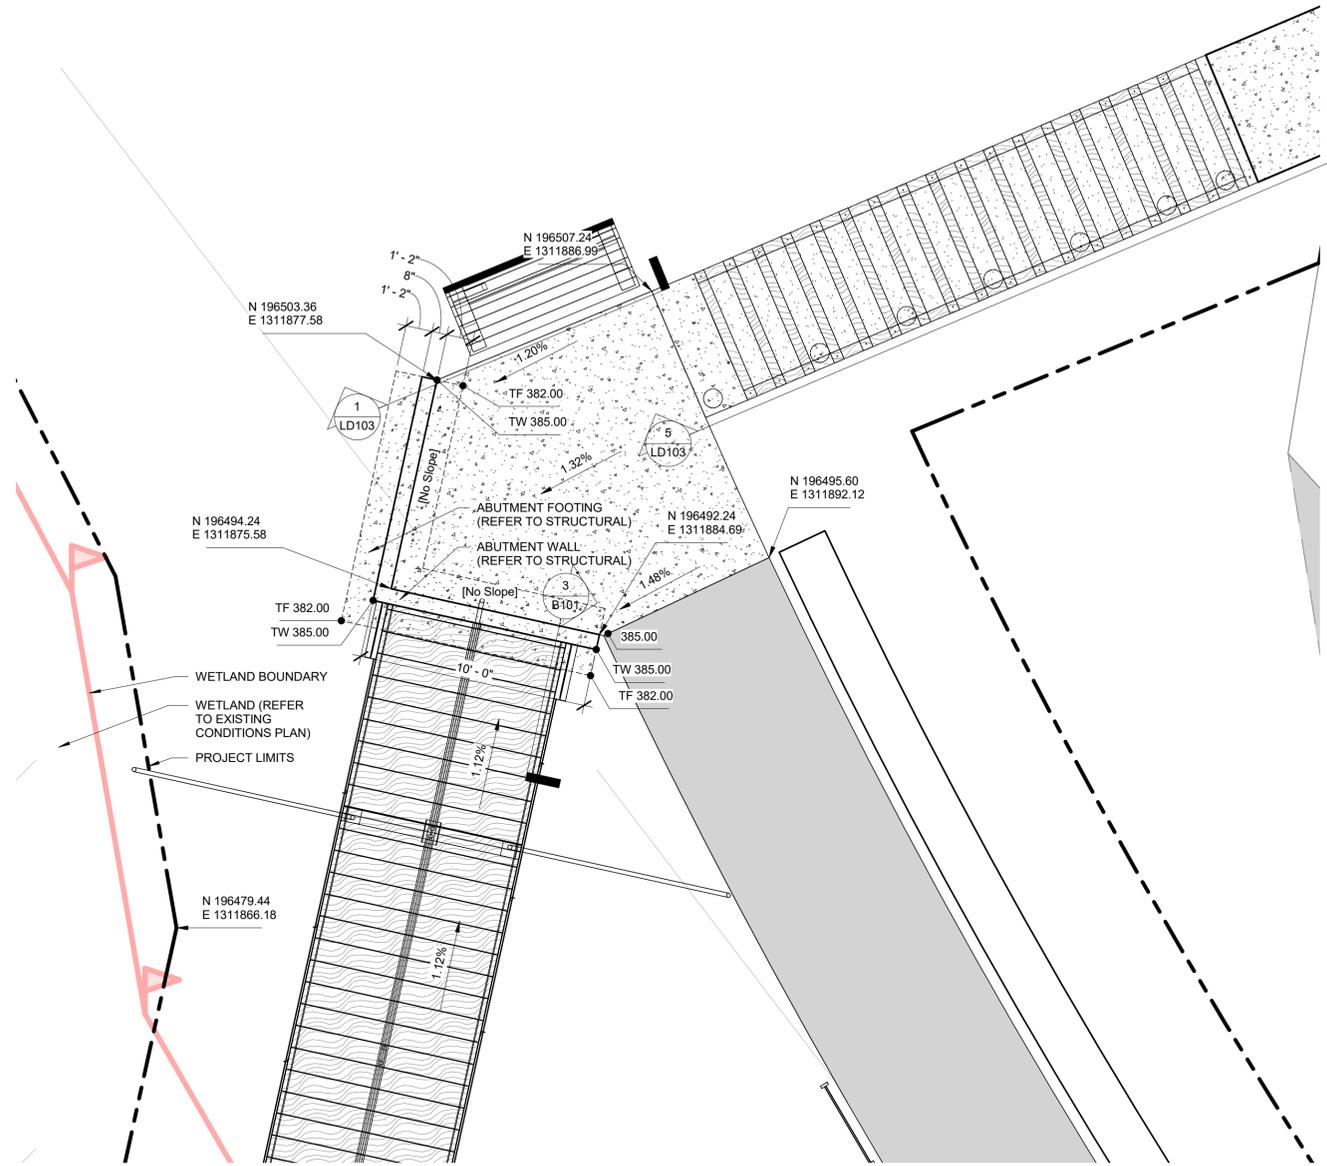 N 196507.24
E 1311886.99
1' - 2"
8"
1' - 2"
N 196503.36
E 1311877.58
1.20%
TF 382.00
TW 385.00
1
LD103
5
LD103
1.32%
[No Slope]
N 196495.60
E 1311892.12
ABUTMENT FOOTING
(REFER TO STRUCTURAL)
N 196492.24
E 1311884.69
N 196494.24
E 1311875.58
ABUTMENT WALL
(REFER TO STRUCTURAL)
1.48%
[No Slope]
3
B101
TF 382.00
TW 385.00
385.00
TW 385.00
TF 382.00
10' - 0"
WETLAND BOUNDARY
WETLAND (REFER
TO EXISTING
CONDITIONS PLAN)
PROJECT LIMITS
1.12%
N 196479.44
E 1311866.18
1.12%